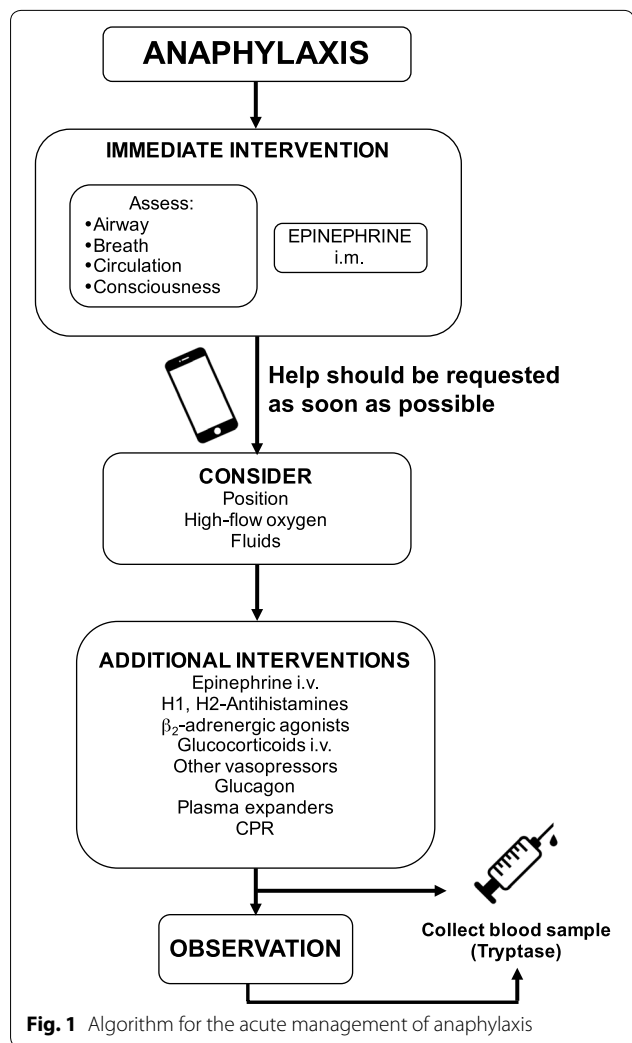 ANAPHYLAXIS
IMMEDIATE INTERVENTION
Assess:
•Airway
•Breath
•Circulation
•Consciousness
EPINEPHRINE
i.m.
Help should be requested
as soon as possible
CONSIDER
Position
High-flow oxygen
Fluids
ADDITIONAL INTERVENTIONS
Epinephrine i.v.
H1, H2-Antihistamines
β₂-adrenergic agonists
Glucocorticoids i.v.
Other vasopressors
Glucagon
Plasma expanders
CPR
OBSERVATION
Collect blood sample
(Tryptase)
Fig. 1 Algorithm for the acute management of anaphylaxis